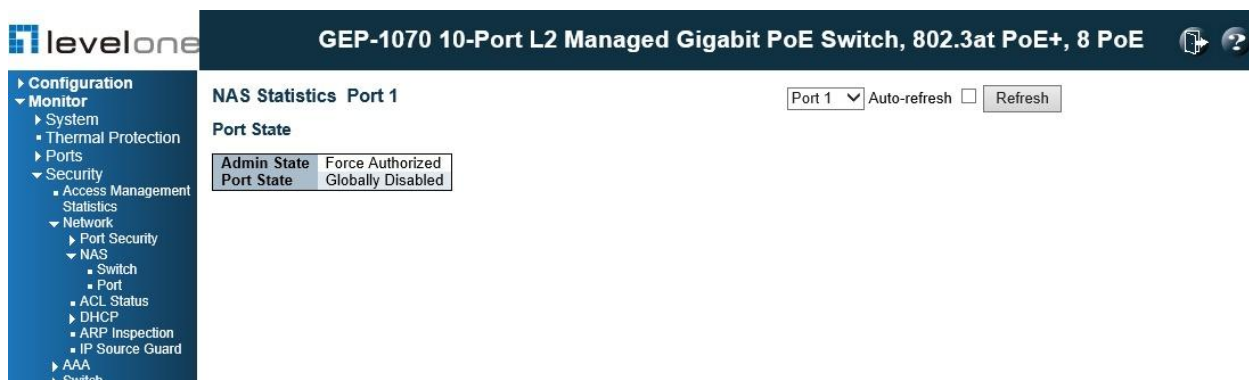 levelone
GEP-1070 10-Port L2 Managed Gigabit PoE Switch, 802.3at PoE+, 8 PoE
?
Configuration
Monitor
System
Thermal Protection
Ports
Security
Access Management
Statistics
Network
Port Security
NAS
Switch
Port
ACL Status
DHCP
ARP Inspection
IP Source Guard
AAA
Switch
NAS Statistics Port 1
Port 1 Auto-refresh Refresh
Port State
Admin State Force Authorized
Port State Globally Disabled